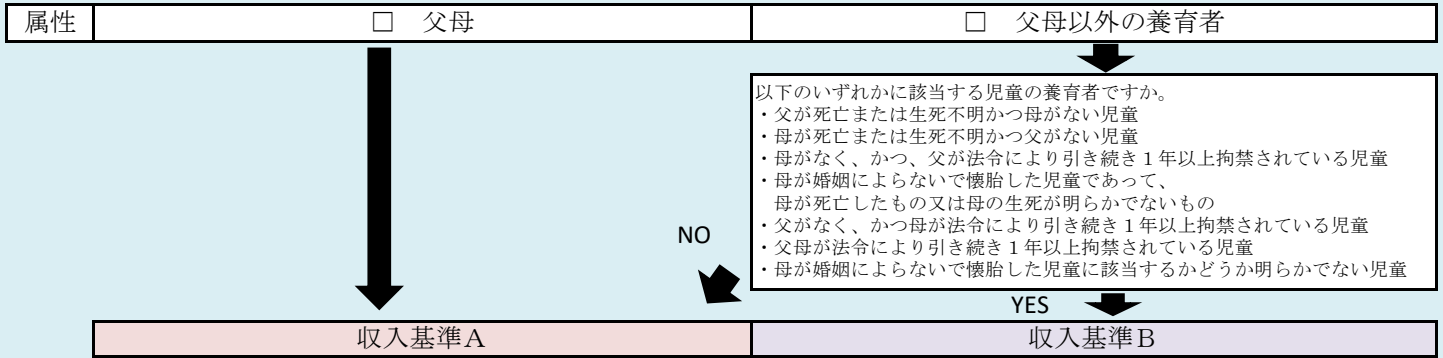 属性 □ 父母 □ 父母以外の養育者
以下のいずれかに該当する児童の養育者ですか。
・父が死亡または生死不明かつ母がない児童
・母が死亡または生死不明かつ父がない児童
・母がなく、かつ、父が法令により引き続き１年以上拘禁されている児童
・母が婚姻によらないで懐胎した児童であって、
母が死亡したもの又は母の生死が明らかでないもの
・父がなく、かつ母が法令により引き続き１年以上拘禁されている児童
・父母が法令により引き続き１年以上拘禁されている児童
・母が婚姻によらないで懐胎した児童に該当するかどうか明らかでない児童
NO
YES
収入基準Ａ 収入基準Ｂ